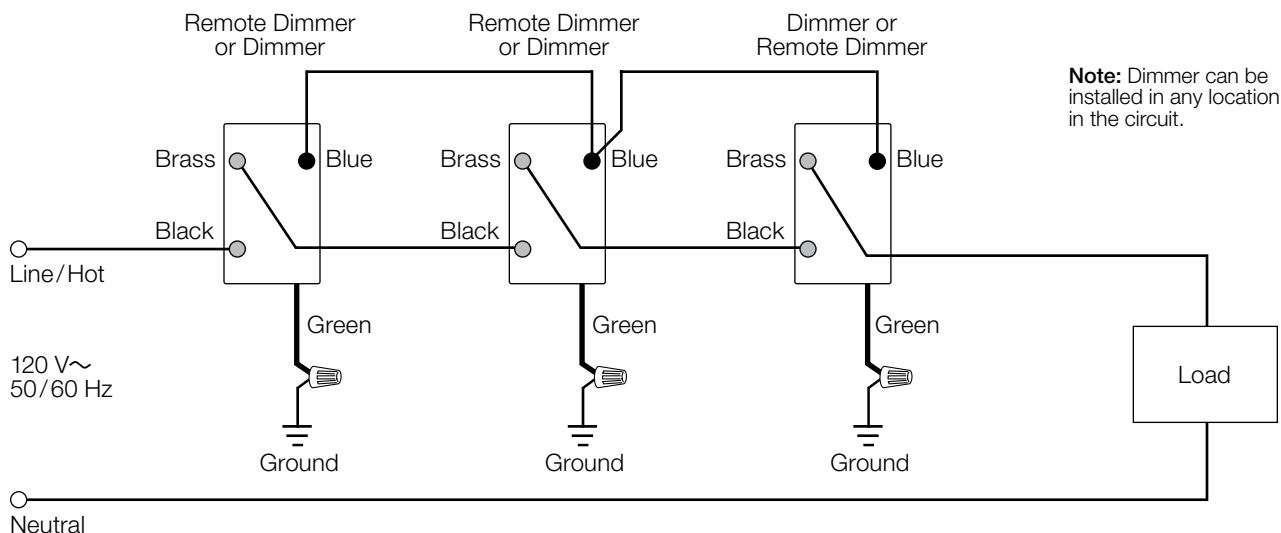 Remote Dimmer
or Dimmer
Remote Dimmer
or Dimmer
Dimmer or
Remote Dimmer
Note: Dimmer can be
installed in any location
in the circuit.
Brass
Blue
Brass
Blue
Brass
Blue
Black
Black
Black
Line/Hot
Green
Green
Green
120 V~
50/60 Hz
Load
Ground
Ground
Ground
Neutral